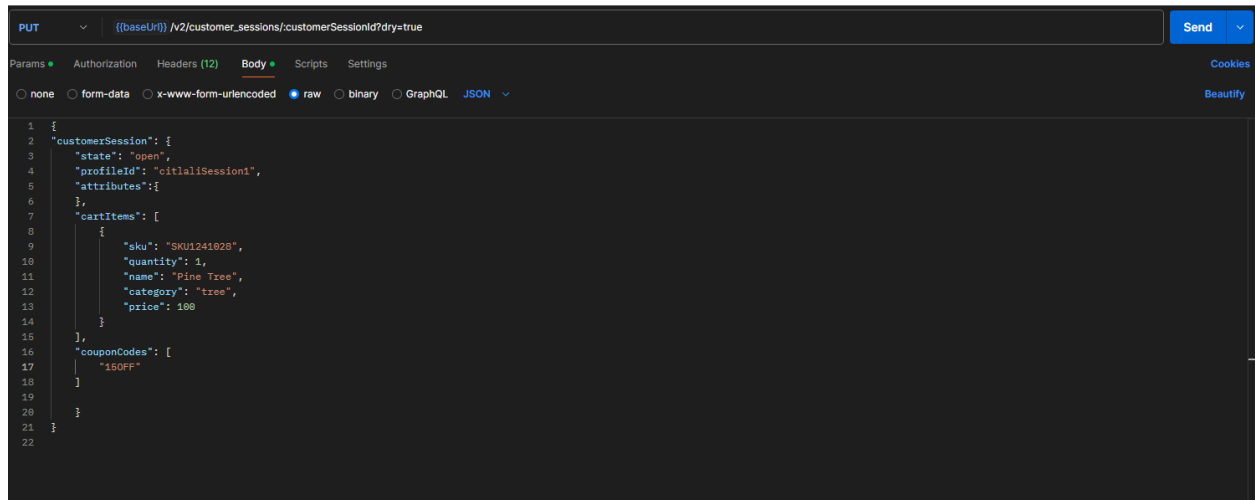 PUT {{baseUrl}} /v2/customer_sessions/:customerSessionId?dry=true Send
Params Authorization Headers (12) Body Scripts Settings Cookies
none form-data x-www-form-urlencoded raw binary GraphQL JSON Beautify
1 {
2 "customerSession": {
3 "state": "open",
4 "profileId": "citlaliSession1",
5 "attributes":{
6 },
7 "cartItems": [
8 {
9 "sku": "SKU1241028",
10 "quantity": 1,
11 "name": "Pine Tree",
12 "category": "tree",
13 "price": 100
14 }
15 ],
16 "couponCodes": [
17 "15OFF"
18 ]
19
20 }
21 }
22